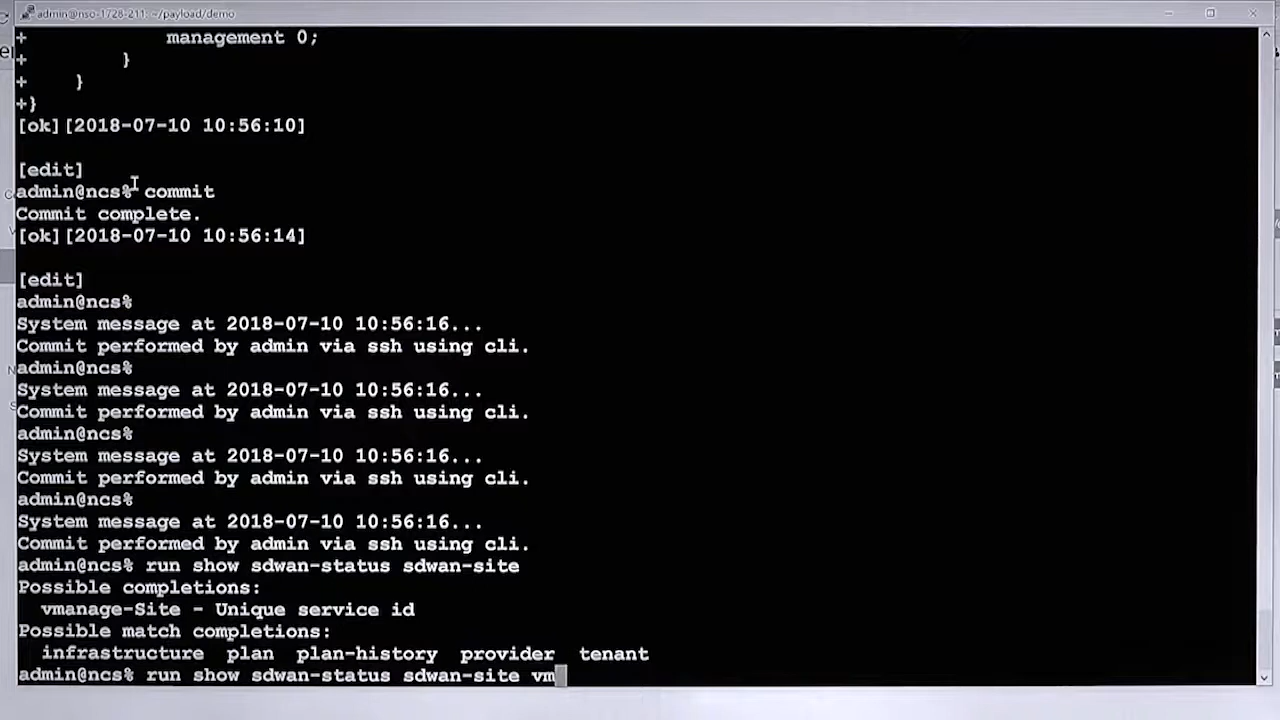 admin@nso-1728-211: ~/payload/demo
+            management 0;
+        }
+    }
+}
[ok][2018-07-10 10:56:10]
[edit]
admin@ncs% commit
Commit complete.
[ok][2018-07-10 10:56:14]
[edit]
admin@ncs%
System message at 2018-07-10 10:56:16...
Commit performed by admin via ssh using cli.
admin@ncs%
System message at 2018-07-10 10:56:16...
Commit performed by admin via ssh using cli.
admin@ncs%
System message at 2018-07-10 10:56:16...
Commit performed by admin via ssh using cli.
admin@ncs%
System message at 2018-07-10 10:56:16...
Commit performed by admin via ssh using cli.
admin@ncs% run show sdwan-status sdwan-site
Possible completions:
  vmanage-Site - Unique service id
Possible match completions:
  infrastructure  plan  plan-history  provider  tenant
admin@ncs% run show sdwan-status sdwan-site vm